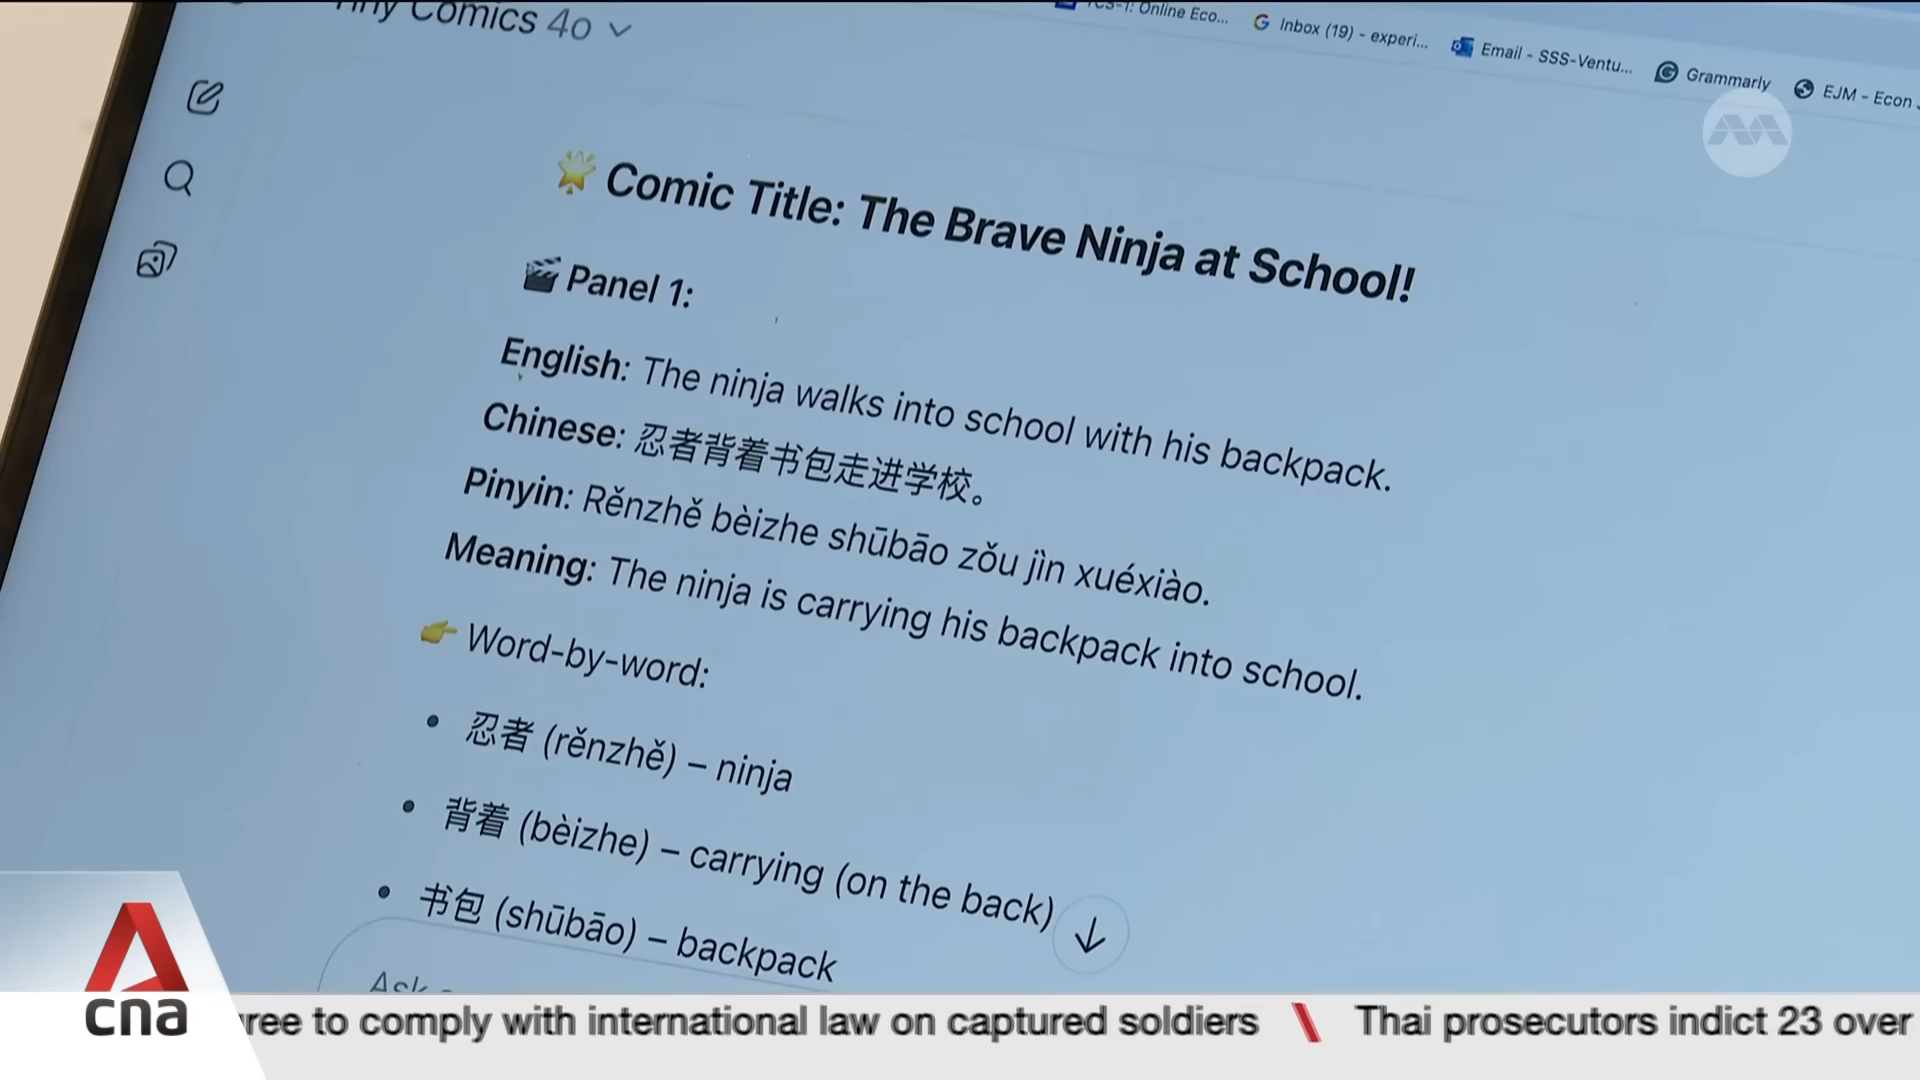 Comics 4o
Online Eco...
Inbox (19) - experi...
Email - SSS-Ventu...
Grammarly
EJM - Econ
Comic Title: The Brave Ninja at School!
Panel 1:
English: The ninja walks into school with his backpack.
Chinese: 忍者背着书包走进学校。
Pinyin: Rěnzhě bèizhe shūbāo zǒu jìn xuéxiào.
Meaning: The ninja is carrying his backpack into school.
Word-by-word:
• 忍者 (rěnzhě) – ninja
• 背着 (bèizhe) – carrying (on the back)
• 书包 (shūbāo) – backpack
Ask
cna
ree to comply with international law on captured soldiers \ Thai prosecutors indict 23 over